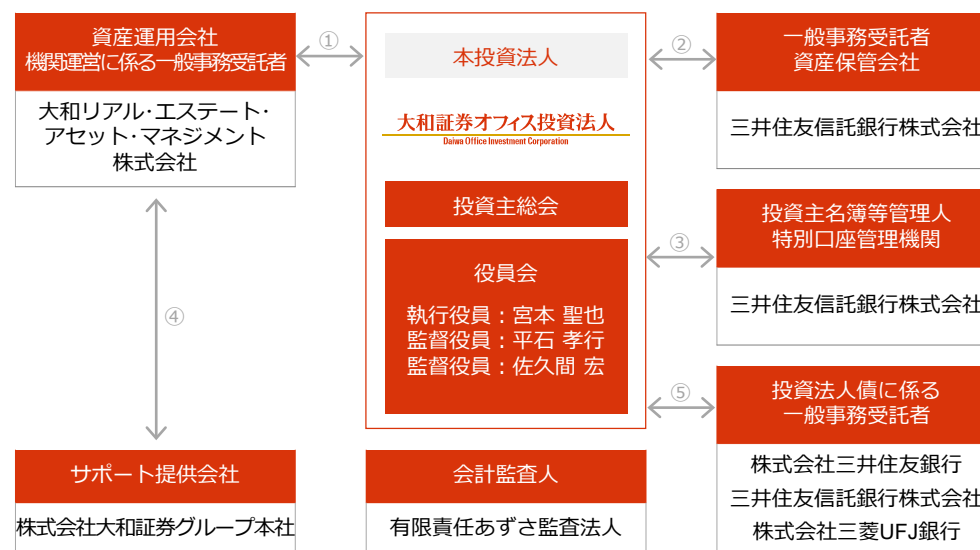 資産運用会社
機関運営に係る一般事務受託者
大和リアル・エステート・
アセット・マネジメント
株式会社
①
本投資法人
大和証券オフィス投資法人
Daiwa Office Investment Corporation
投資主総会
役員会
執行役員：宮本 聖也
監督役員：平石 孝行
監督役員：佐久間 宏
②
一般事務受託者
資産保管会社
三井住友信託銀行株式会社
③
投資主名簿等管理人
特別口座管理機関
三井住友信託銀行株式会社
④
⑤
投資法人債に係る
一般事務受託者
株式会社三井住友銀行
三井住友信託銀行株式会社
株式会社三菱UFJ銀行
サポート提供会社
株式会社大和証券グループ本社
会計監査人
有限責任あずさ監査法人